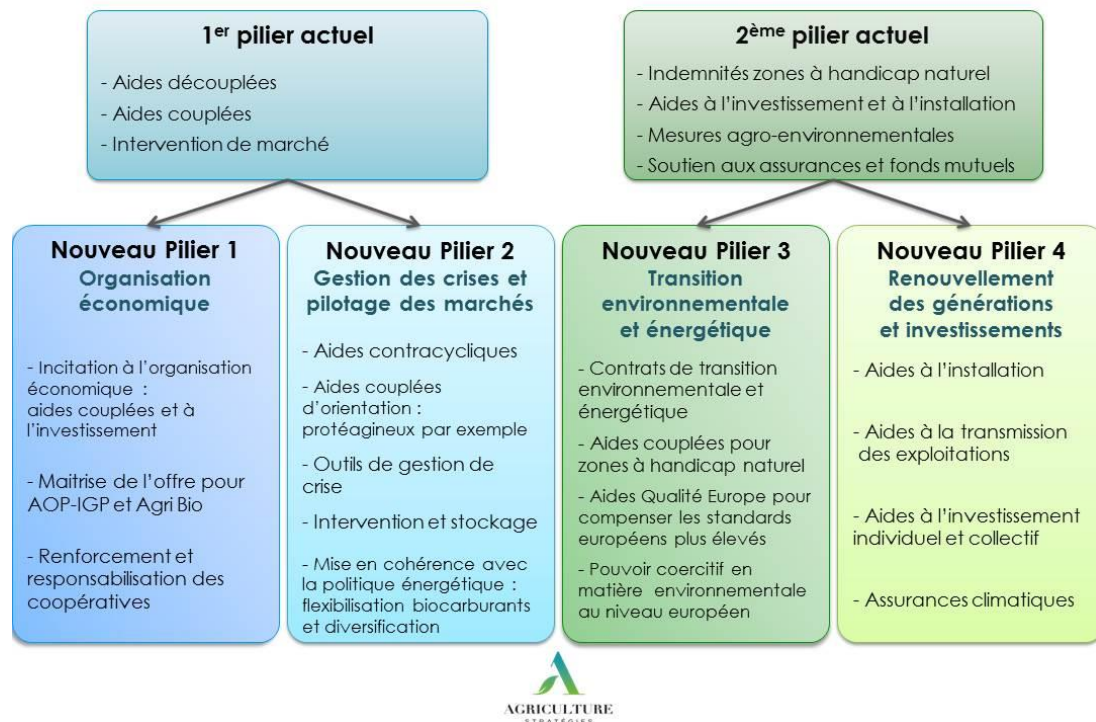 1er pilier actuel
- Aides découplées
- Aides couplées
- Intervention de marché
2ème pilier actuel
- Indemnités zones à handicap naturel
- Aides à l’investissement et à l’installation
- Mesures agro-environnementales
- Soutien aux assurances et fonds mutuels
Nouveau Pilier 1
Organisation
économique
- Incitation à l’organisation
économique :
aides couplées et à
l’investissement
- Maitrise de l’offre pour
AOP-IGP et Agri Bio
- Renforcement et
responsabilisation des
coopératives
Nouveau Pilier 2
Gestion des crises et
pilotage des marchés
- Aides contracycliques
- Aides couplées
d’orientation :
protéagineux par exemple
- Outils de gestion de
crise
- Intervention et stockage
- Mise en cohérence avec
la politique énergétique :
flexibilisation biocarburants
et diversification
Nouveau Pilier 3
Transition
environnementale
et énergétique
- Contrats de transition
environnementale et
énergétique
- Aides couplées pour
zones à handicap naturel
- Aides Qualité Europe pour
compenser les standards
européens plus élevés
- Pouvoir coercitif en
matière environnementale
au niveau européen
Nouveau Pilier 4
Renouvellement
des générations
et investissements
- Aides à l’installation
- Aides à la transmission
des exploitations
- Aides à l’investissement
individuel et collectif
- Assurances climatiques
AGRICULTURE
STRATÉGIES